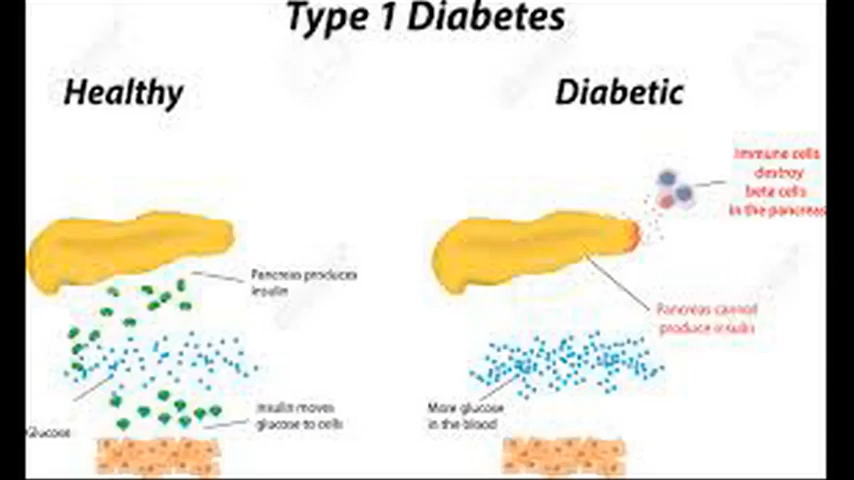 Type 1 Diabetes
Healthy
Diabetic
Immune cells
destroy
beta cells
in the pancreas
Pancreas produces
insulin
Pancreas cannot
produce insulin
Glucose
Insulin moves
glucose to cells
More glucose
in the blood